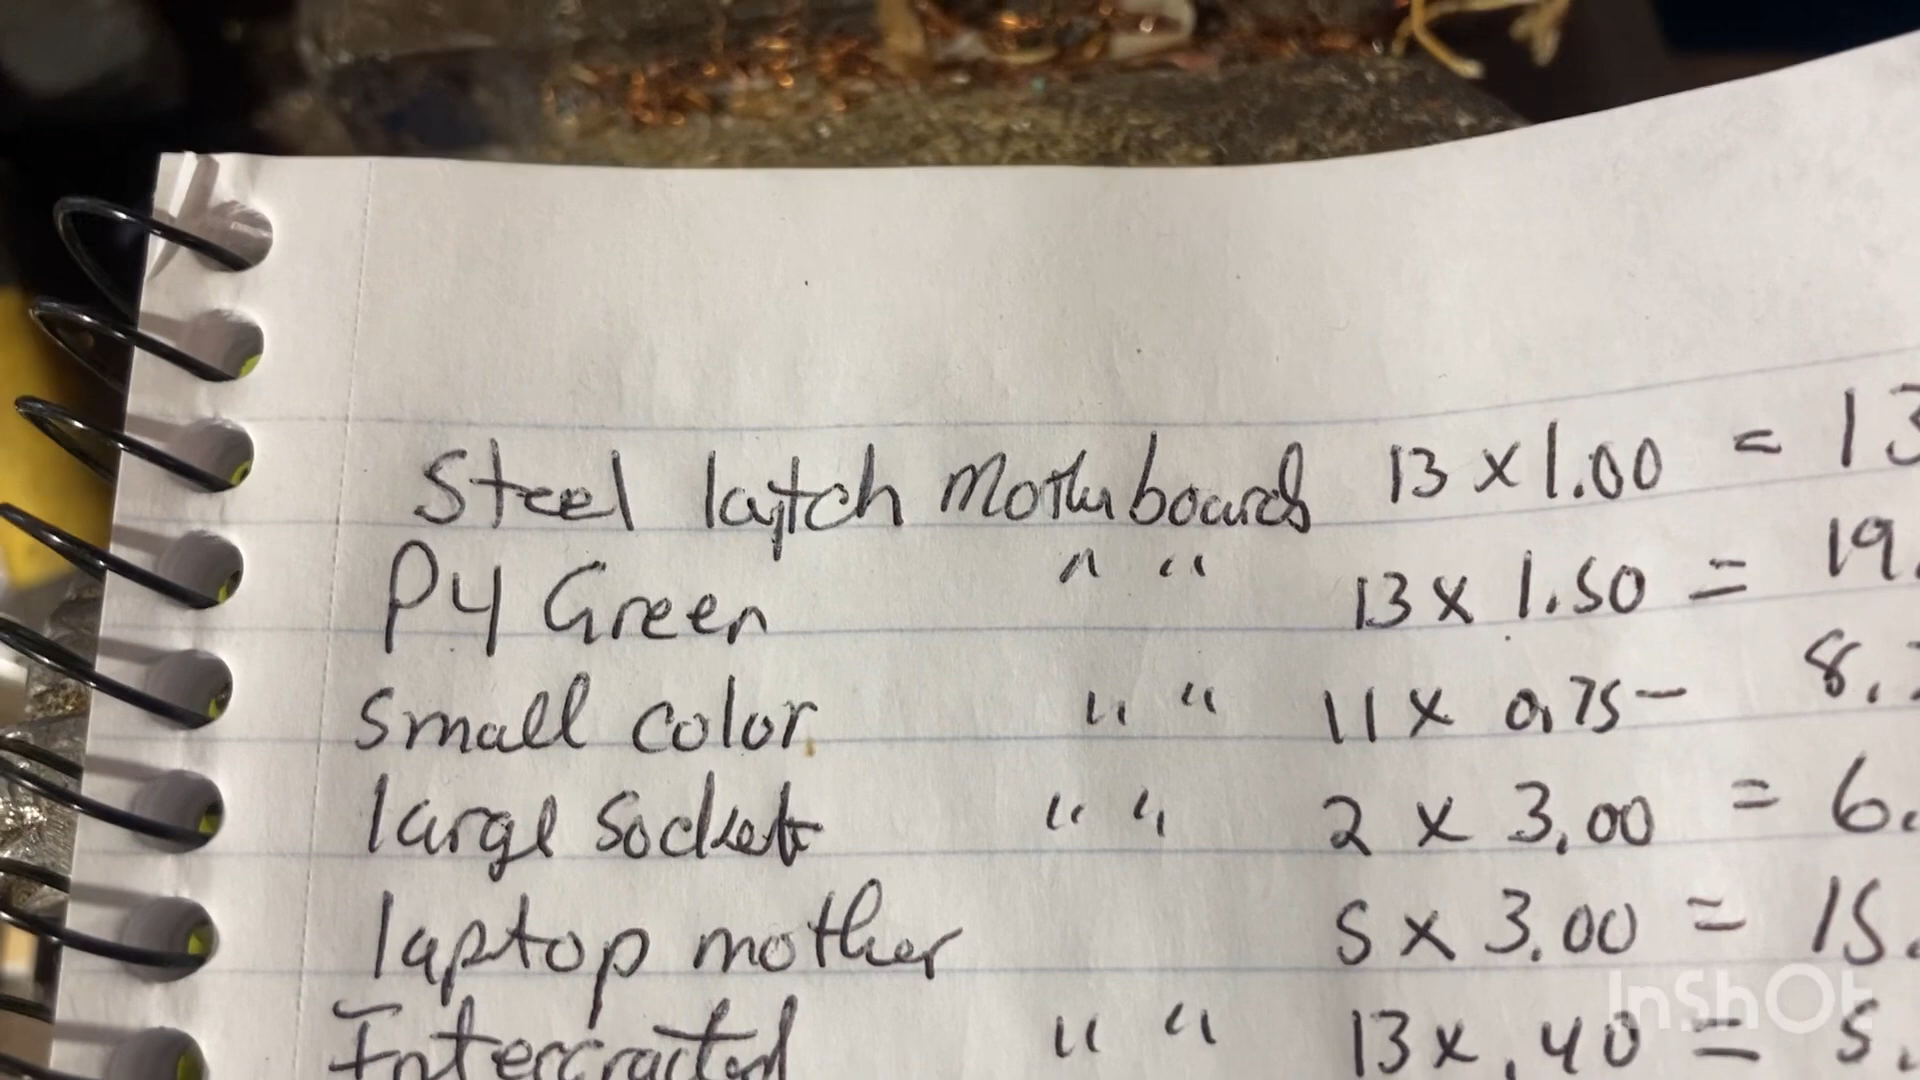 Steel latch Motherboards 13 x 1.00 = 13
P4 Green " " 13 x 1.50 = 19.
Small color " " 11 x 0.75 - 8.
large socket " " 2 x 3.00 = 6.
laptop mother 5 x 3.00 = 15.
" " 13 x .40 = 5.
InShOt